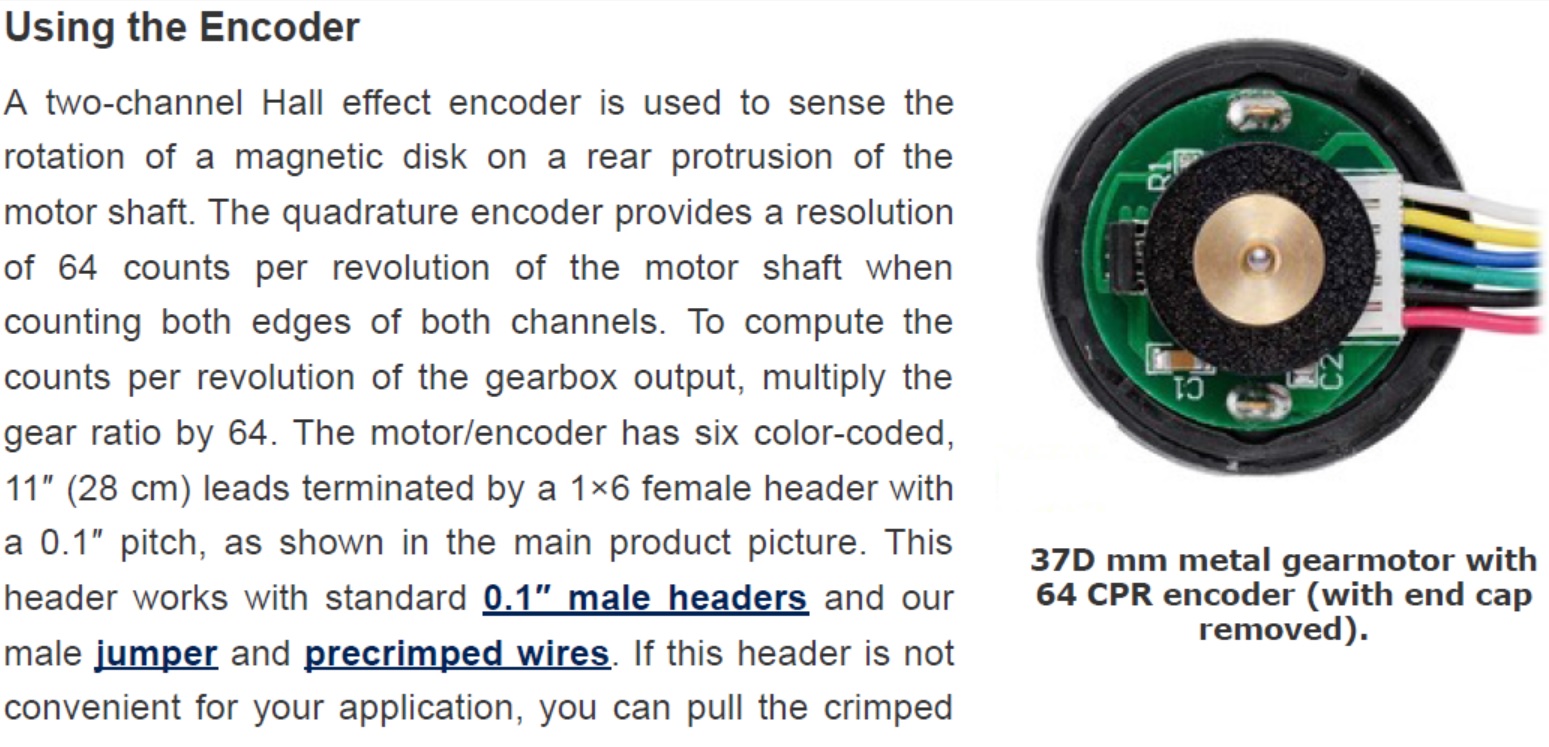 Using the Encoder
A two-channel Hall effect encoder is used to sense the
rotation of a magnetic disk on a rear protrusion of the
motor shaft. The quadrature encoder provides a resolution
of 64 counts per revolution of the motor shaft when
counting both edges of both channels. To compute the
counts per revolution of the gearbox output, multiply the
gear ratio by 64. The motor/encoder has six color-coded,
11″ (28 cm) leads terminated by a 1×6 female header with
a 0.1″ pitch, as shown in the main product picture. This
header works with standard 0.1″ male headers and our
male jumper and precrimped wires. If this header is not
convenient for your application, you can pull the crimped
R1
C1
C2
37D mm metal gearmotor with
64 CPR encoder (with end cap
removed).